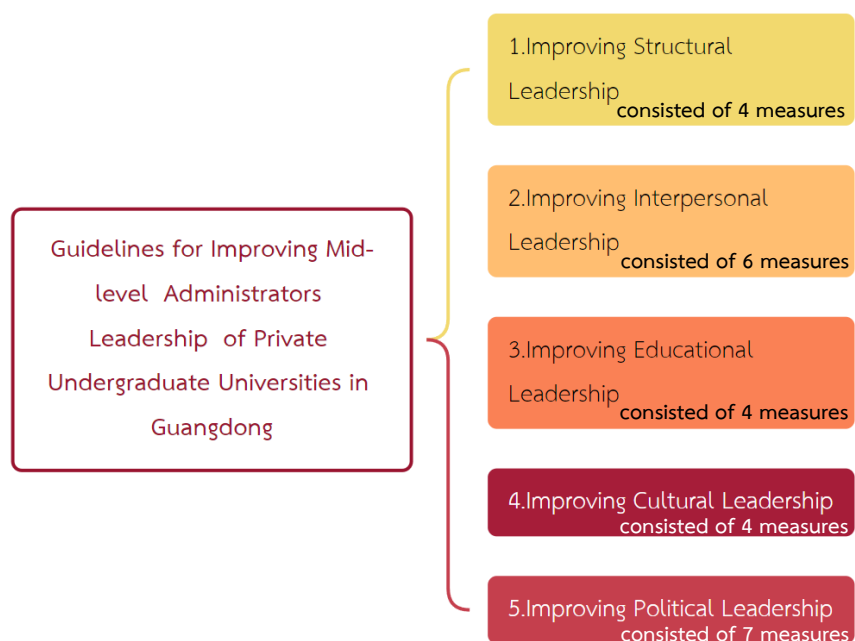 Guidelines for Improving Mid-
level Administrators
Leadership of Private
Undergraduate Universities in
Guangdong
1.Improving Structural
Leadership
consisted of 4 measures
2.Improving Interpersonal
Leadership
consisted of 6 measures
3.Improving Educational
Leadership
consisted of 4 measures
4.Improving Cultural Leadership
consisted of 4 measures
5.Improving Political Leadership
consisted of 7 measures